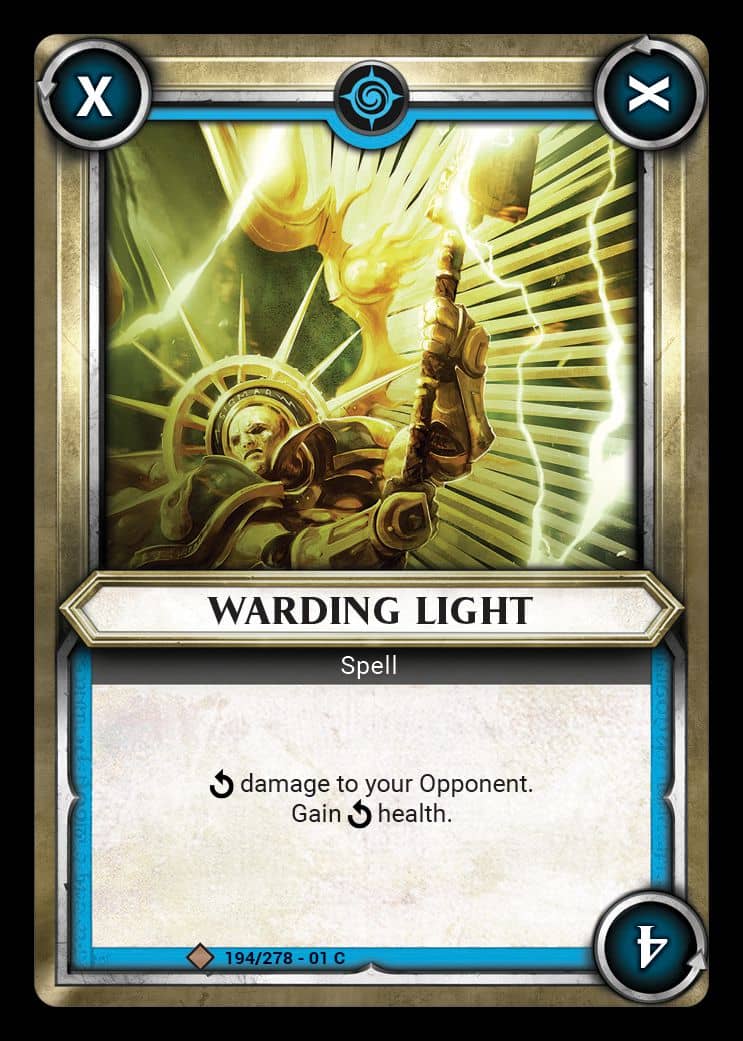 X
X
WARDING LIGHT
Spell
damage to your Opponent.
Gain health.
4
194/278 - 01 C